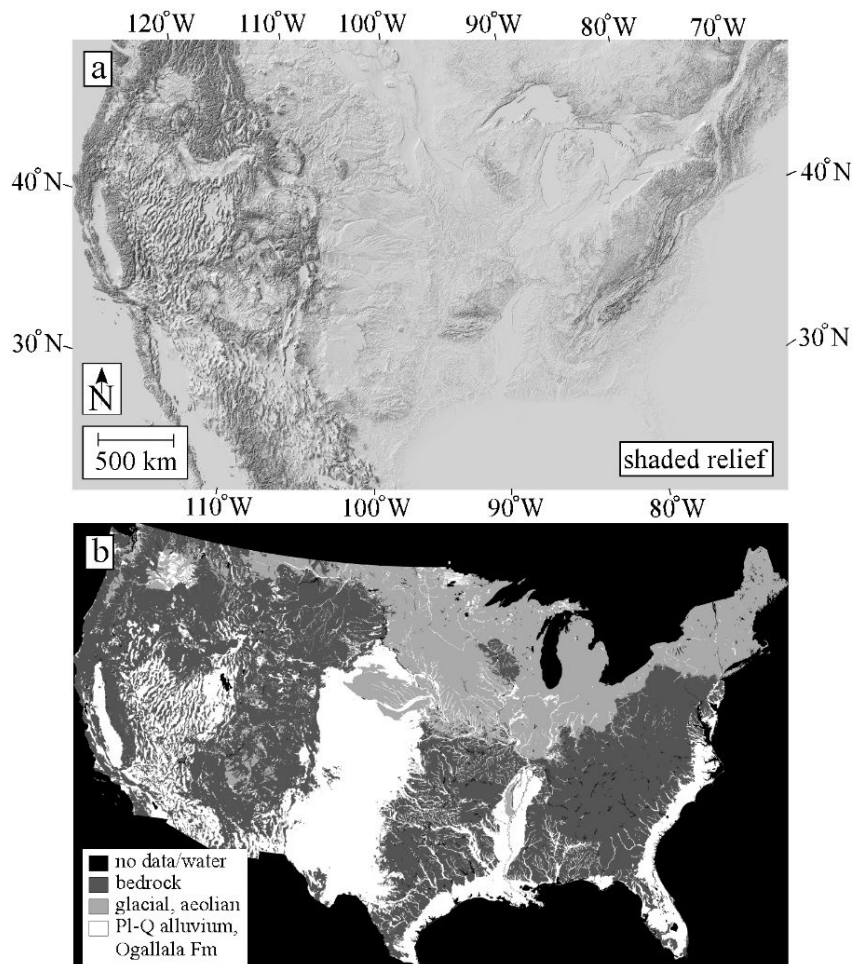 120°W 110°W 100°W 90°W 80°W 70°W
a
40°N 40°N
30°N 30°N
N
500 km
shaded relief
110°W 100°W 90°W 80°W
b
no data/water
bedrock
glacial, aeolian
Pl-Q alluvium,
Ogallala Fm